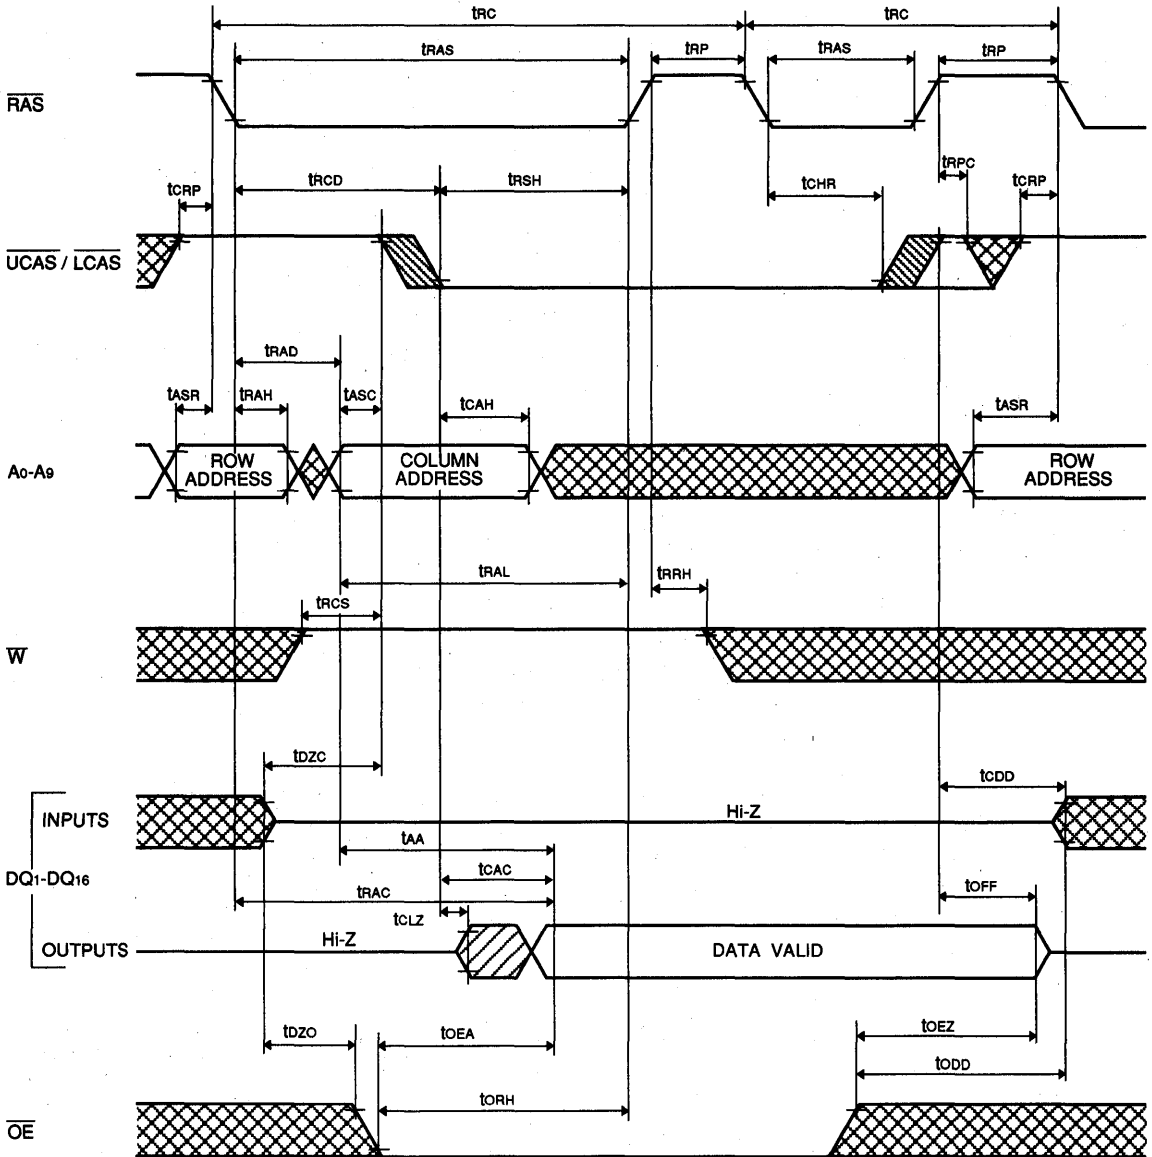 tRC tRC
tRAS tRP tRAS tRP
RAS
tCRP tRCD tRSH tCHR tRPC tCRP
UCAS / LCAS
tRAD
tASR tRAH tASC tCAH tASR
A0-A9 ROW ADDRESS COLUMN ADDRESS ROW ADDRESS
tRAL tRRH
tRCS
W
tDZC tCDD
INPUTS Hi-Z
tAA
tCAC
DQ1-DQ16
tRAC tOFF
tCLZ
OUTPUTS Hi-Z DATA VALID
tDZO tOEA tOEZ
tODD
tORH
OE